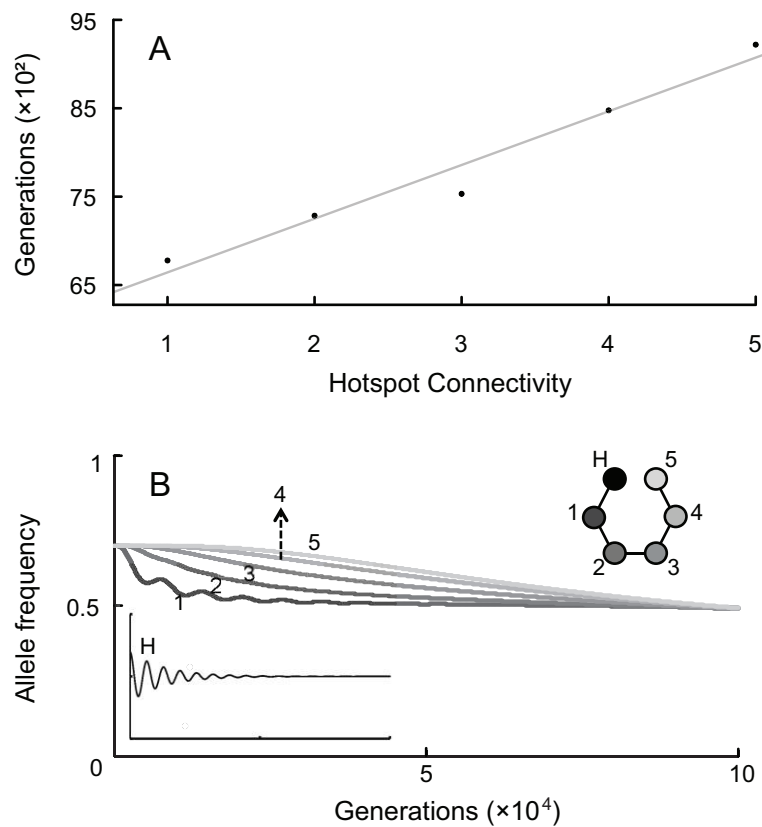 A
Generations (×10²)
95
85
75
65
1 2 3 4 5
Hotspot Connectivity
B
Allele frequency
1
0.5
0
4
5
3
2
1
H
H 5
1 4
2 3
5 10
Generations (×10⁴)